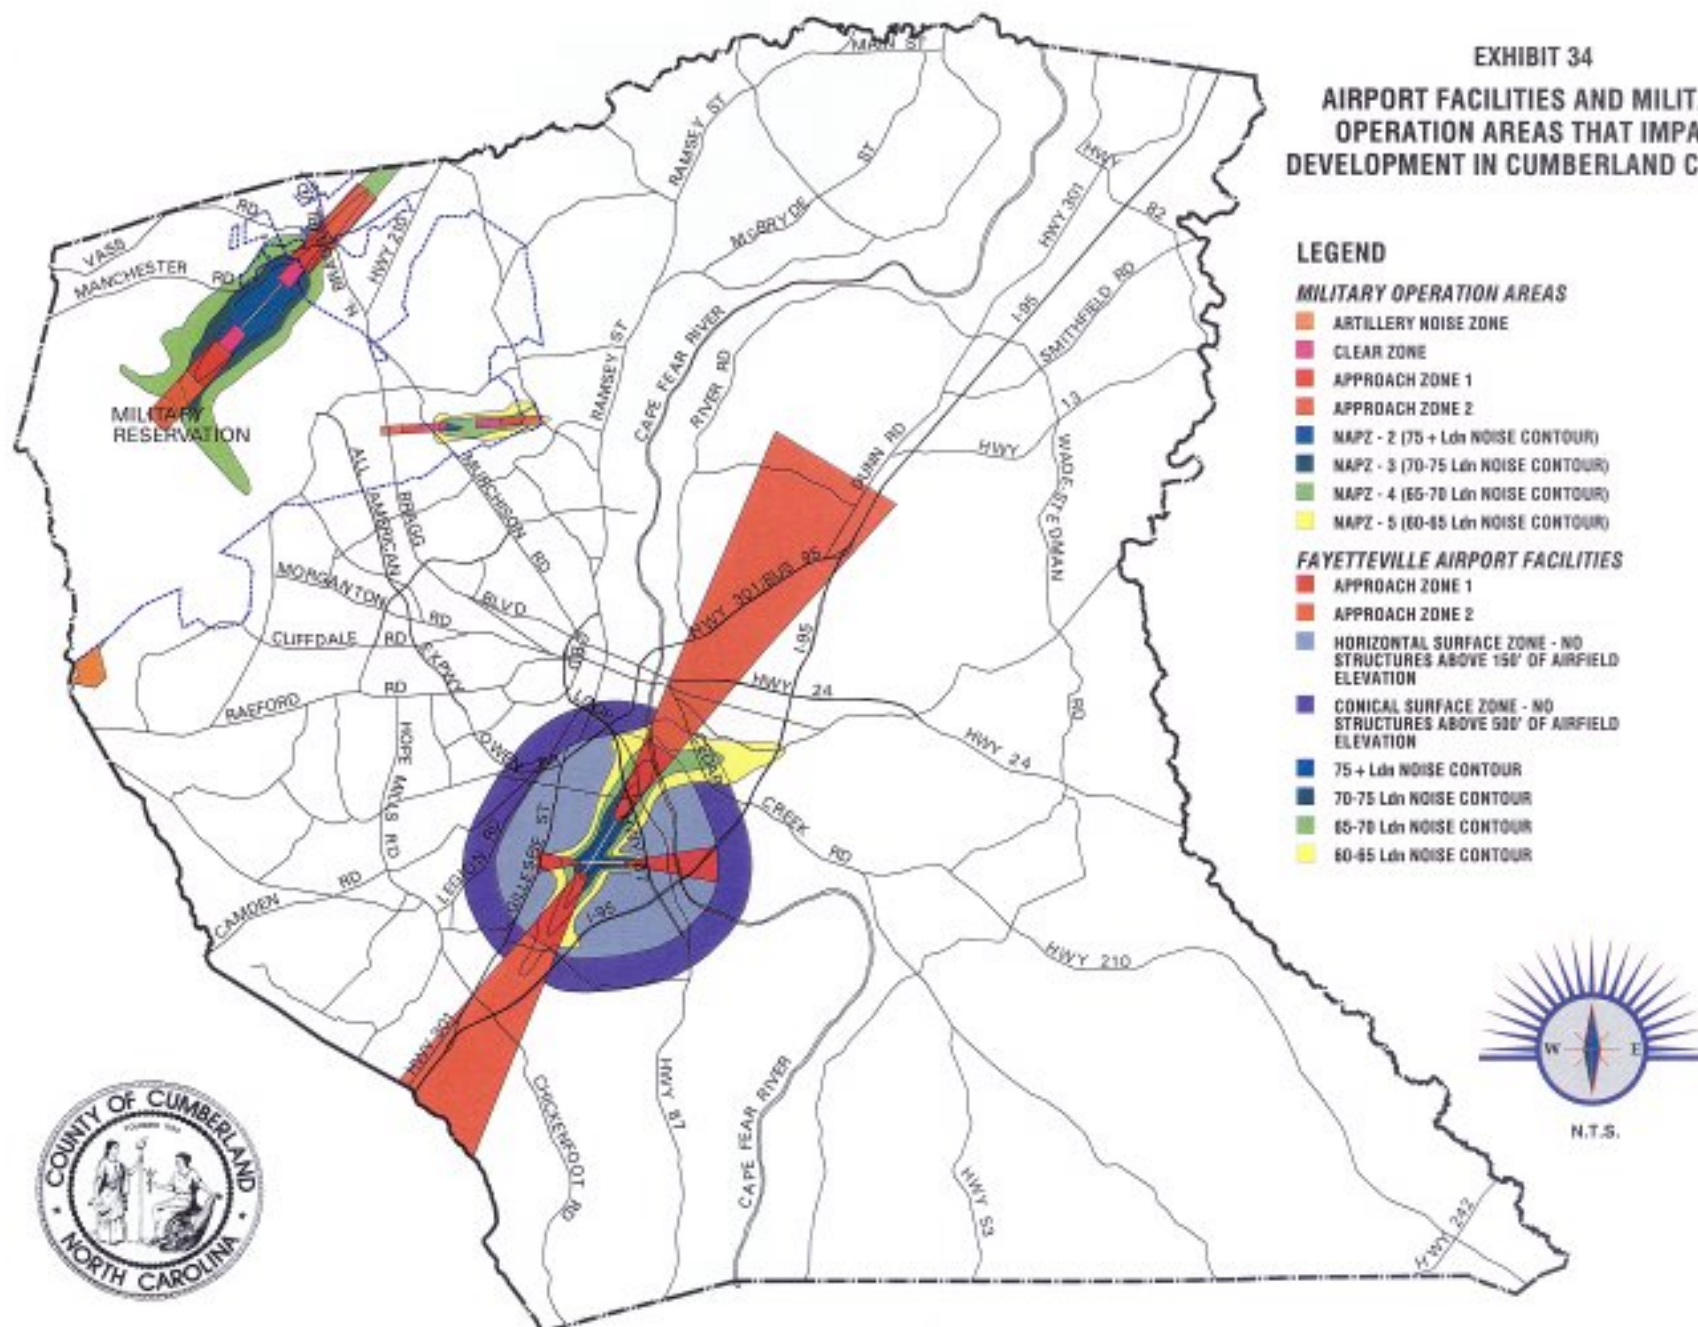 EXHIBIT 34
AIRPORT FACILITIES AND MILIT
OPERATION AREAS THAT IMPA
DEVELOPMENT IN CUMBERLAND C
LEGEND
MILITARY OPERATION AREAS
ARTILLERY NOISE ZONE
CLEAR ZONE
APPROACH ZONE 1
APPROACH ZONE 2
NAPZ - 2 (75 + Ldn NOISE CONTOUR)
NAPZ - 3 (70-75 Ldn NOISE CONTOUR)
NAPZ - 4 (65-70 Ldn NOISE CONTOUR)
NAPZ - 5 (60-65 Ldn NOISE CONTOUR)
FAYETTEVILLE AIRPORT FACILITIES
APPROACH ZONE 1
APPROACH ZONE 2
HORIZONTAL SURFACE ZONE - NO
STRUCTURES ABOVE 150' OF AIRFIELD
ELEVATION
CONICAL SURFACE ZONE - NO
STRUCTURES ABOVE 500' OF AIRFIELD
ELEVATION
75 + Ldn NOISE CONTOUR
70-75 Ldn NOISE CONTOUR
65-70 Ldn NOISE CONTOUR
60-65 Ldn NOISE CONTOUR
W E
N.T.S.
MAIN ST
RAMSEY ST
McBRYDE ST
HWY 82
HWY 301
I-95
SMITHFIELD RD
VASS RD
MANCHESTER RD
HWY 210
MILITARY
RESERVATION
RAMSEY ST
CAPE FEAR RIVER
RIVER RD
DUNN RD
HWY 13
WADE-STEDMAN RD
ALL AMERICAN EXPWY
BRAGG BLVD
MURCHISON RD
MORGANTON RD
CLIFFDALE RD
RAEFORD RD
HWY 301/BUS 95
I-95
CBD
LOOP
HWY 24
HWY 24
HOPE MILLS RD
OWEN
CEDAR CREEK RD
GILLESPIE ST
LEGION RD
CAMDEN RD
I-95
HWY 210
HWY 301
CHICKENFOOT RD
HWY 87
CAPE FEAR RIVER
HWY 53
HWY 242
COUNTY OF CUMBERLAND
NORTH CAROLINA